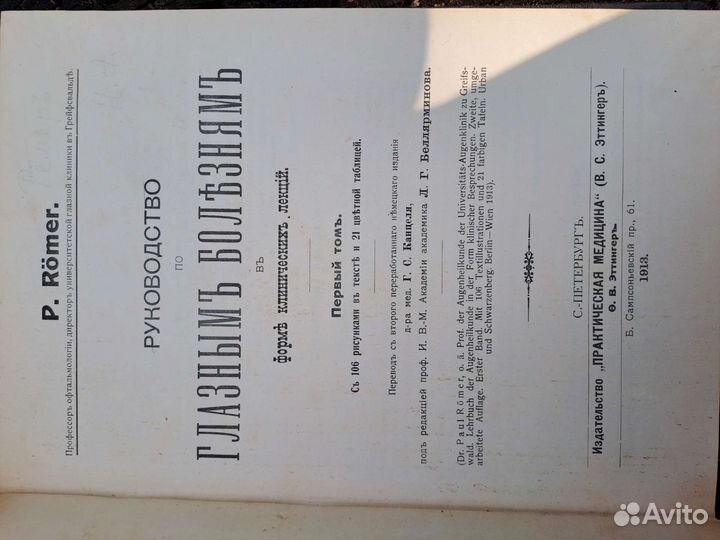 P. Römer.
Профессоръ офтальмологіи, директоръ университетской глазной клиники въ Грейфсвальдѣ.
РУКОВОДСТВО
ПО
ГЛАЗНЫМЪ БОЛѢЗНЯМЪ
ВЪ
формѣ клиническихъ лекцій.
Первый томъ.
Съ 106 рисунками въ текстѣ и 21 цвѣтной таблицей.
Переводъ съ второго переработаннаго нѣмецкаго изданія
д-ра мед. Г. С. Канцеля,
подъ редакціей проф. И. В.-М. Академіи академика Л. Г. Беллярминова.
(Dr. Paul Römer, o. ä. Prof. der Augenheilkunde der Universitäts-Augenklinik zu Greifs-
wald. Lehrbuch der Augenheilkunde in der Form klinischer Besprechungen. Zweite, umge-
arbeitete Auflage. Erster Band. Mit 106 Textillustrationen und 21 farbigen Tafeln. Urban
und Schwarzenberg. Berlin—Wien 1913).
С.-ПЕТЕРБУРГЪ.
Издательство „ПРАКТИЧЕСКАЯ МЕДИЦИНА“ (В. С. Эттингеръ).
Ѳ. В. Эттингеръ.
Б. Сампсоньевскій пр., 61.
1913.
Avito